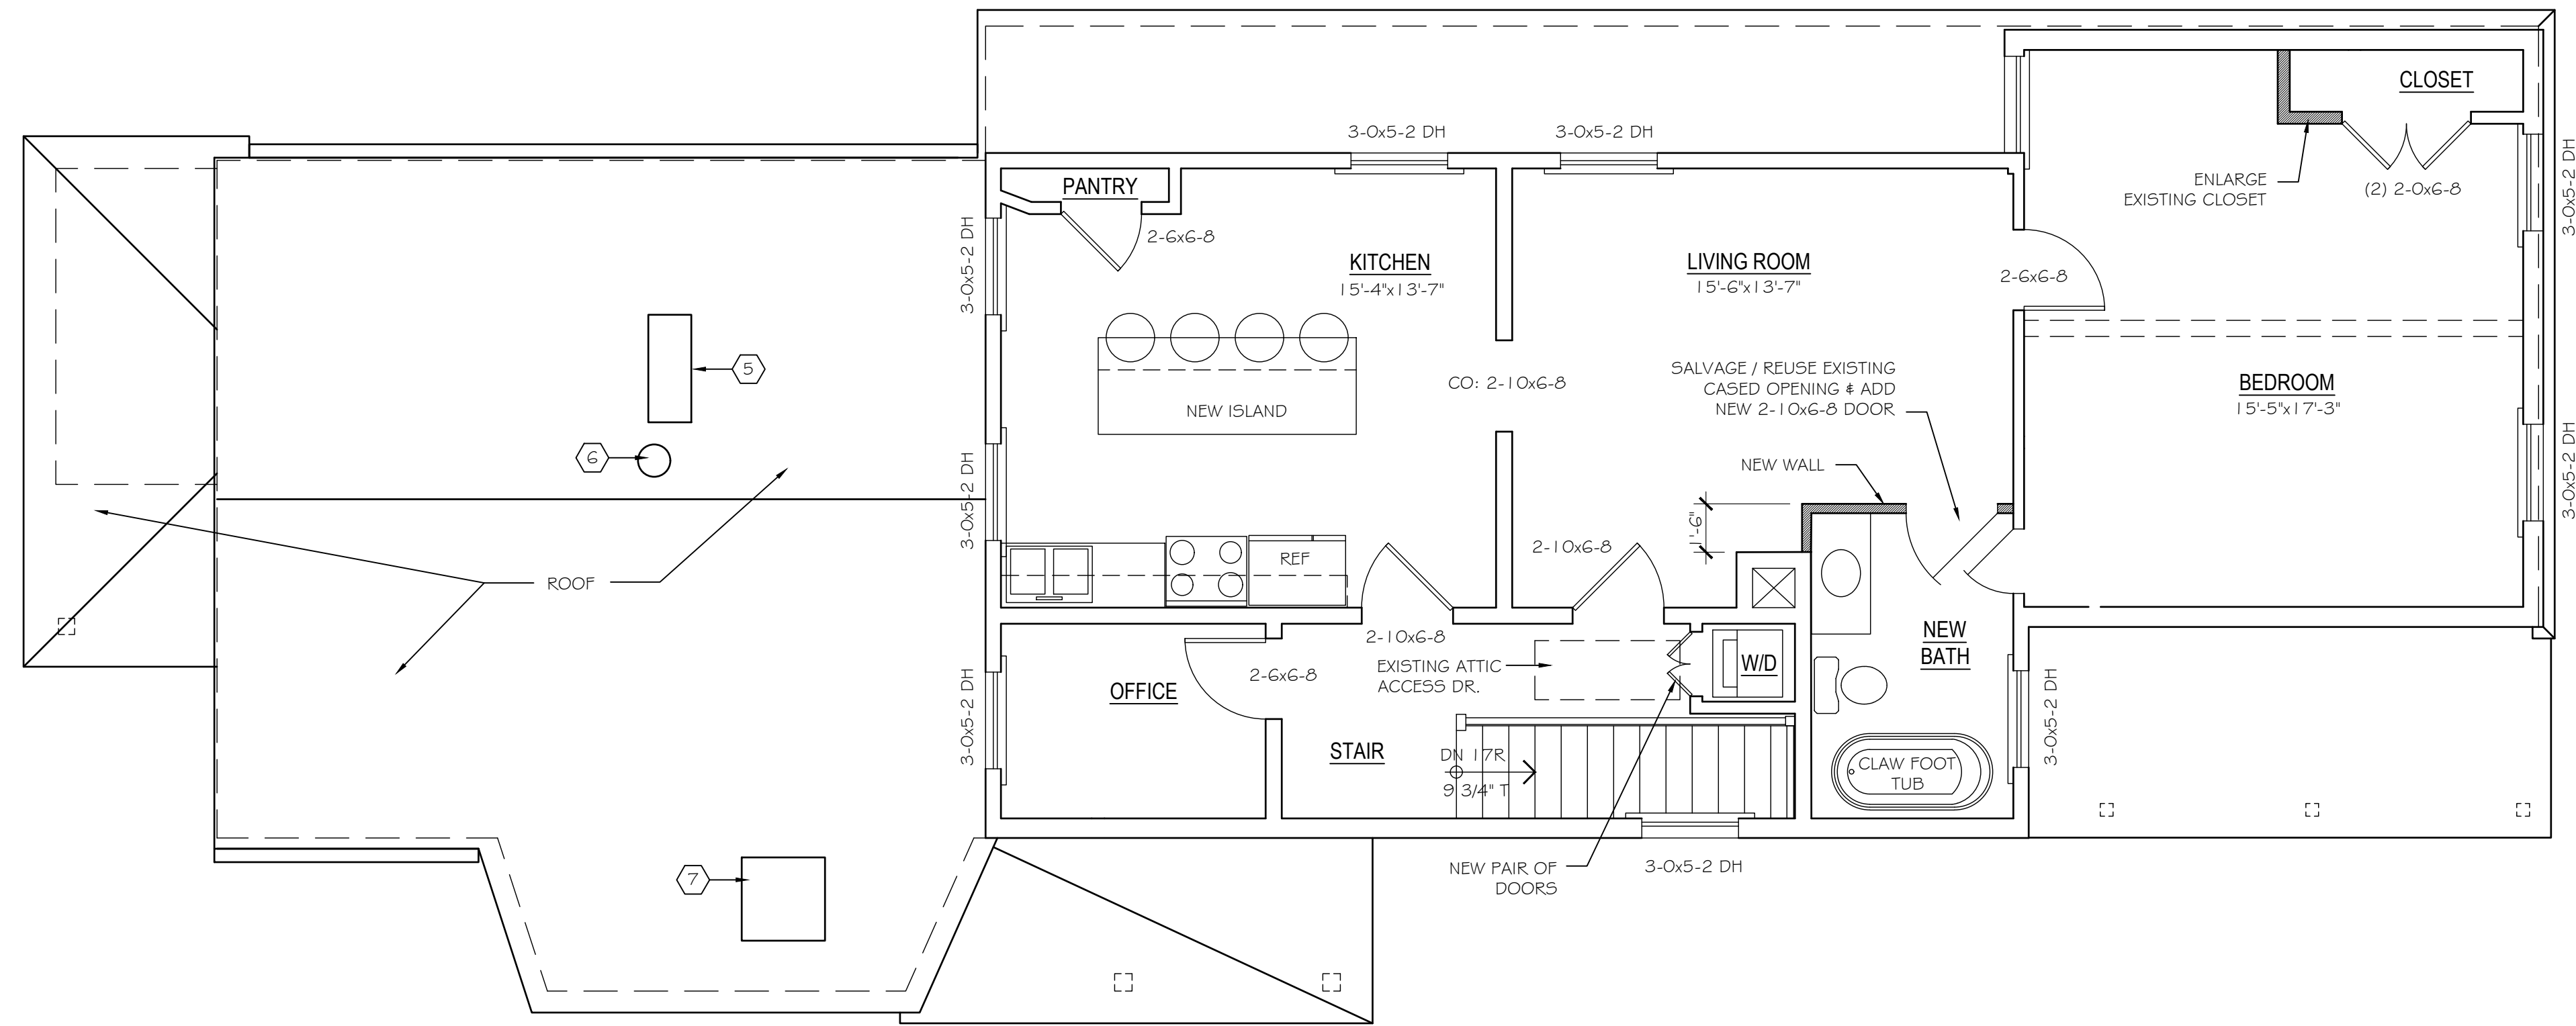 CLOSET
3-0x5-2 DH
3-0x5-2 DH
3-0x5-2 DH
ENLARGE
EXISTING CLOSET
(2) 2-0x6-8
PANTRY
2-6x6-8
3-0x5-2 DH
KITCHEN
15'-4"x13'-7"
LIVING ROOM
15'-6"x13'-7"
2-6x6-8
5
SALVAGE / REUSE EXISTING
CASED OPENING & ADD
NEW 2-10x6-8 DOOR
CO: 2-10x6-8
BEDROOM
15'-5"x17'-3"
NEW ISLAND
6
3-0x5-2 DH
NEW WALL
3-0x5-2 DH
1'-6"
2-10x6-8
REF
ROOF
2-10x6-8
NEW
BATH
EXISTING ATTIC
ACCESS DR.
W/D
2-6x6-8
OFFICE
3-0x5-2 DH
3-0x5-2 DH
STAIR
DN 17R
9 3/4" T
CLAW FOOT
TUB
7
NEW PAIR OF
DOORS
3-0x5-2 DH